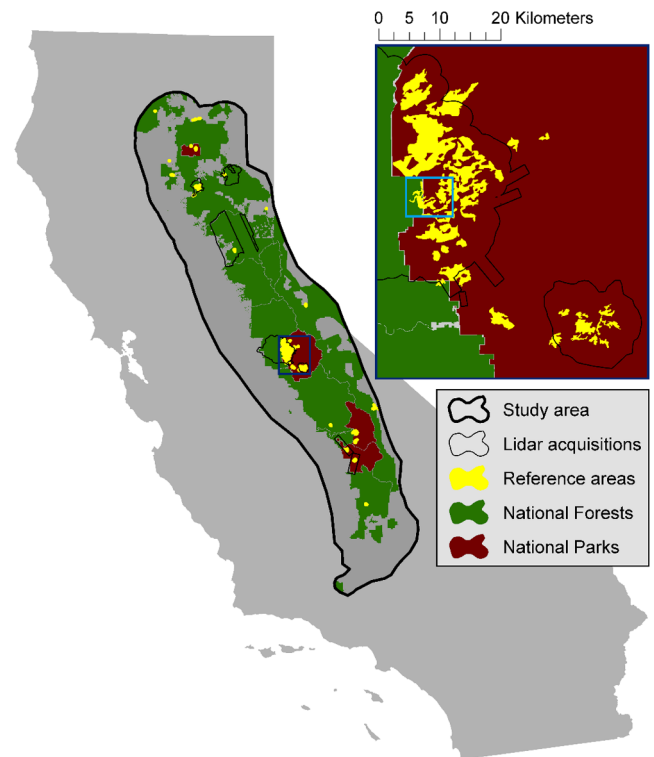 0 5 10 20 Kilometers
Study area
Lidar acquisitions
Reference areas
National Forests
National Parks